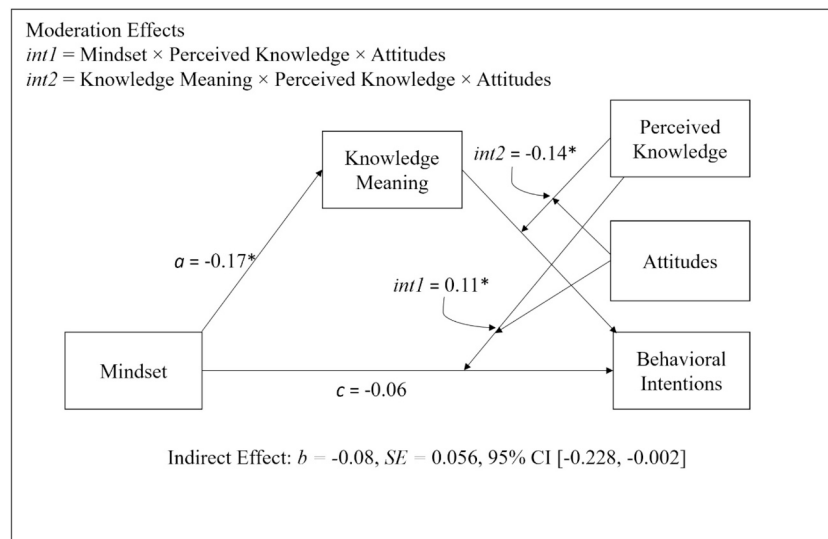 Moderation Effects
int1 = Mindset × Perceived Knowledge × Attitudes
int2 = Knowledge Meaning × Perceived Knowledge × Attitudes
Perceived
Knowledge
int2 = -0.14*
Knowledge
Meaning
Attitudes
a = -0.17*
int1 = 0.11*
Mindset
Behavioral
Intentions
c = -0.06
Indirect Effect: b = -0.08, SE = 0.056, 95% CI [-0.228, -0.002]